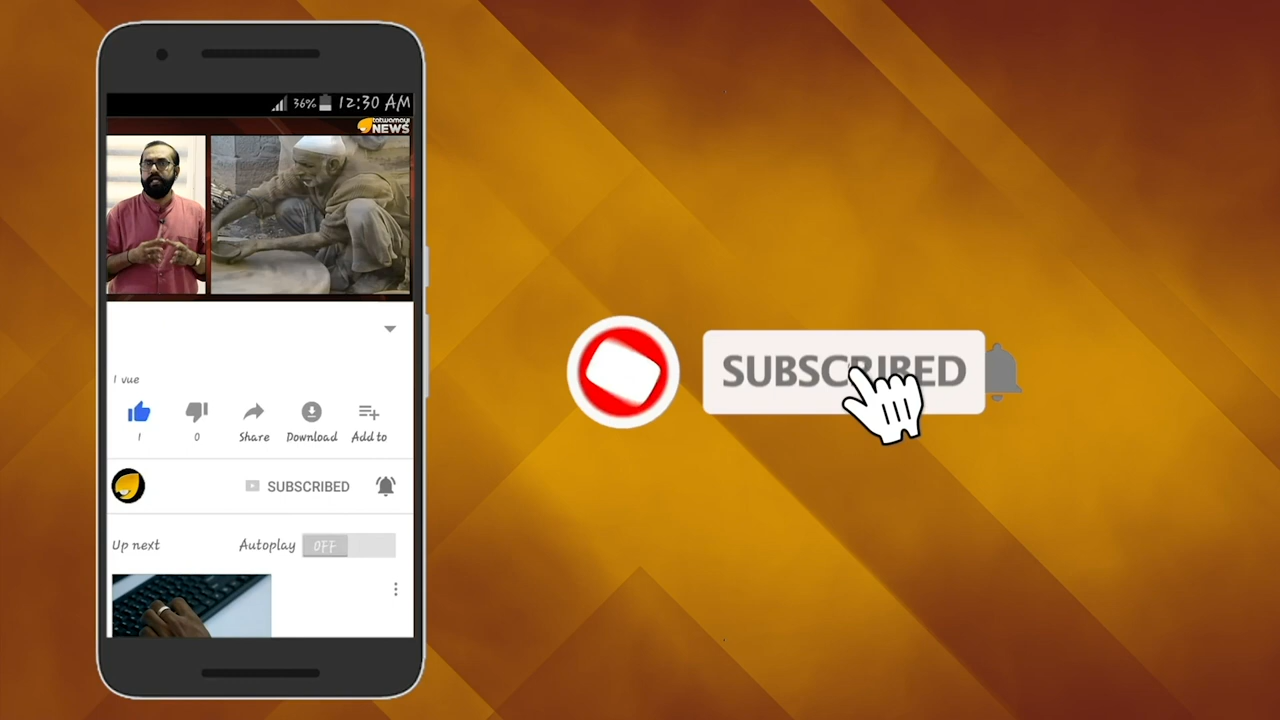 36% 12:30 AM
tatwamayi
NEWS
1 vue
1
0
Share
Download
Add to
SUBSCRIBED
Up next
Autoplay
OFF
SUBSCRIBED